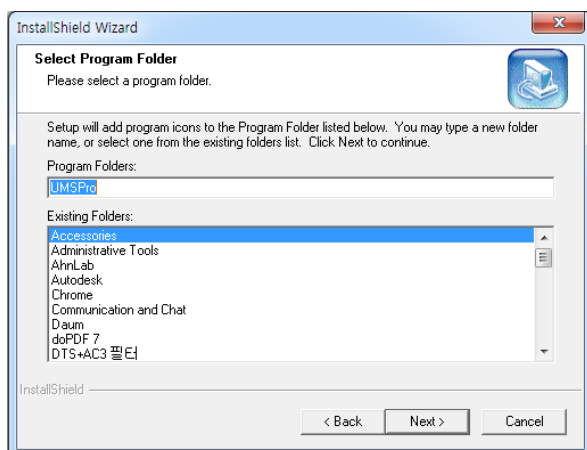 InstallShield Wizard
Select Program Folder
Please select a program folder.
Setup will add program icons to the Program Folder listed below. You may type a new folder
name, or select one from the existing folders list. Click Next to continue.
Program Folders:
UMSPro
Existing Folders:
Accessories
Administrative Tools
AhnLab
Autodesk
Chrome
Communication and Chat
Daum
doPDF 7
DTS+AC3 필터
InstallShield
< Back Next > Cancel